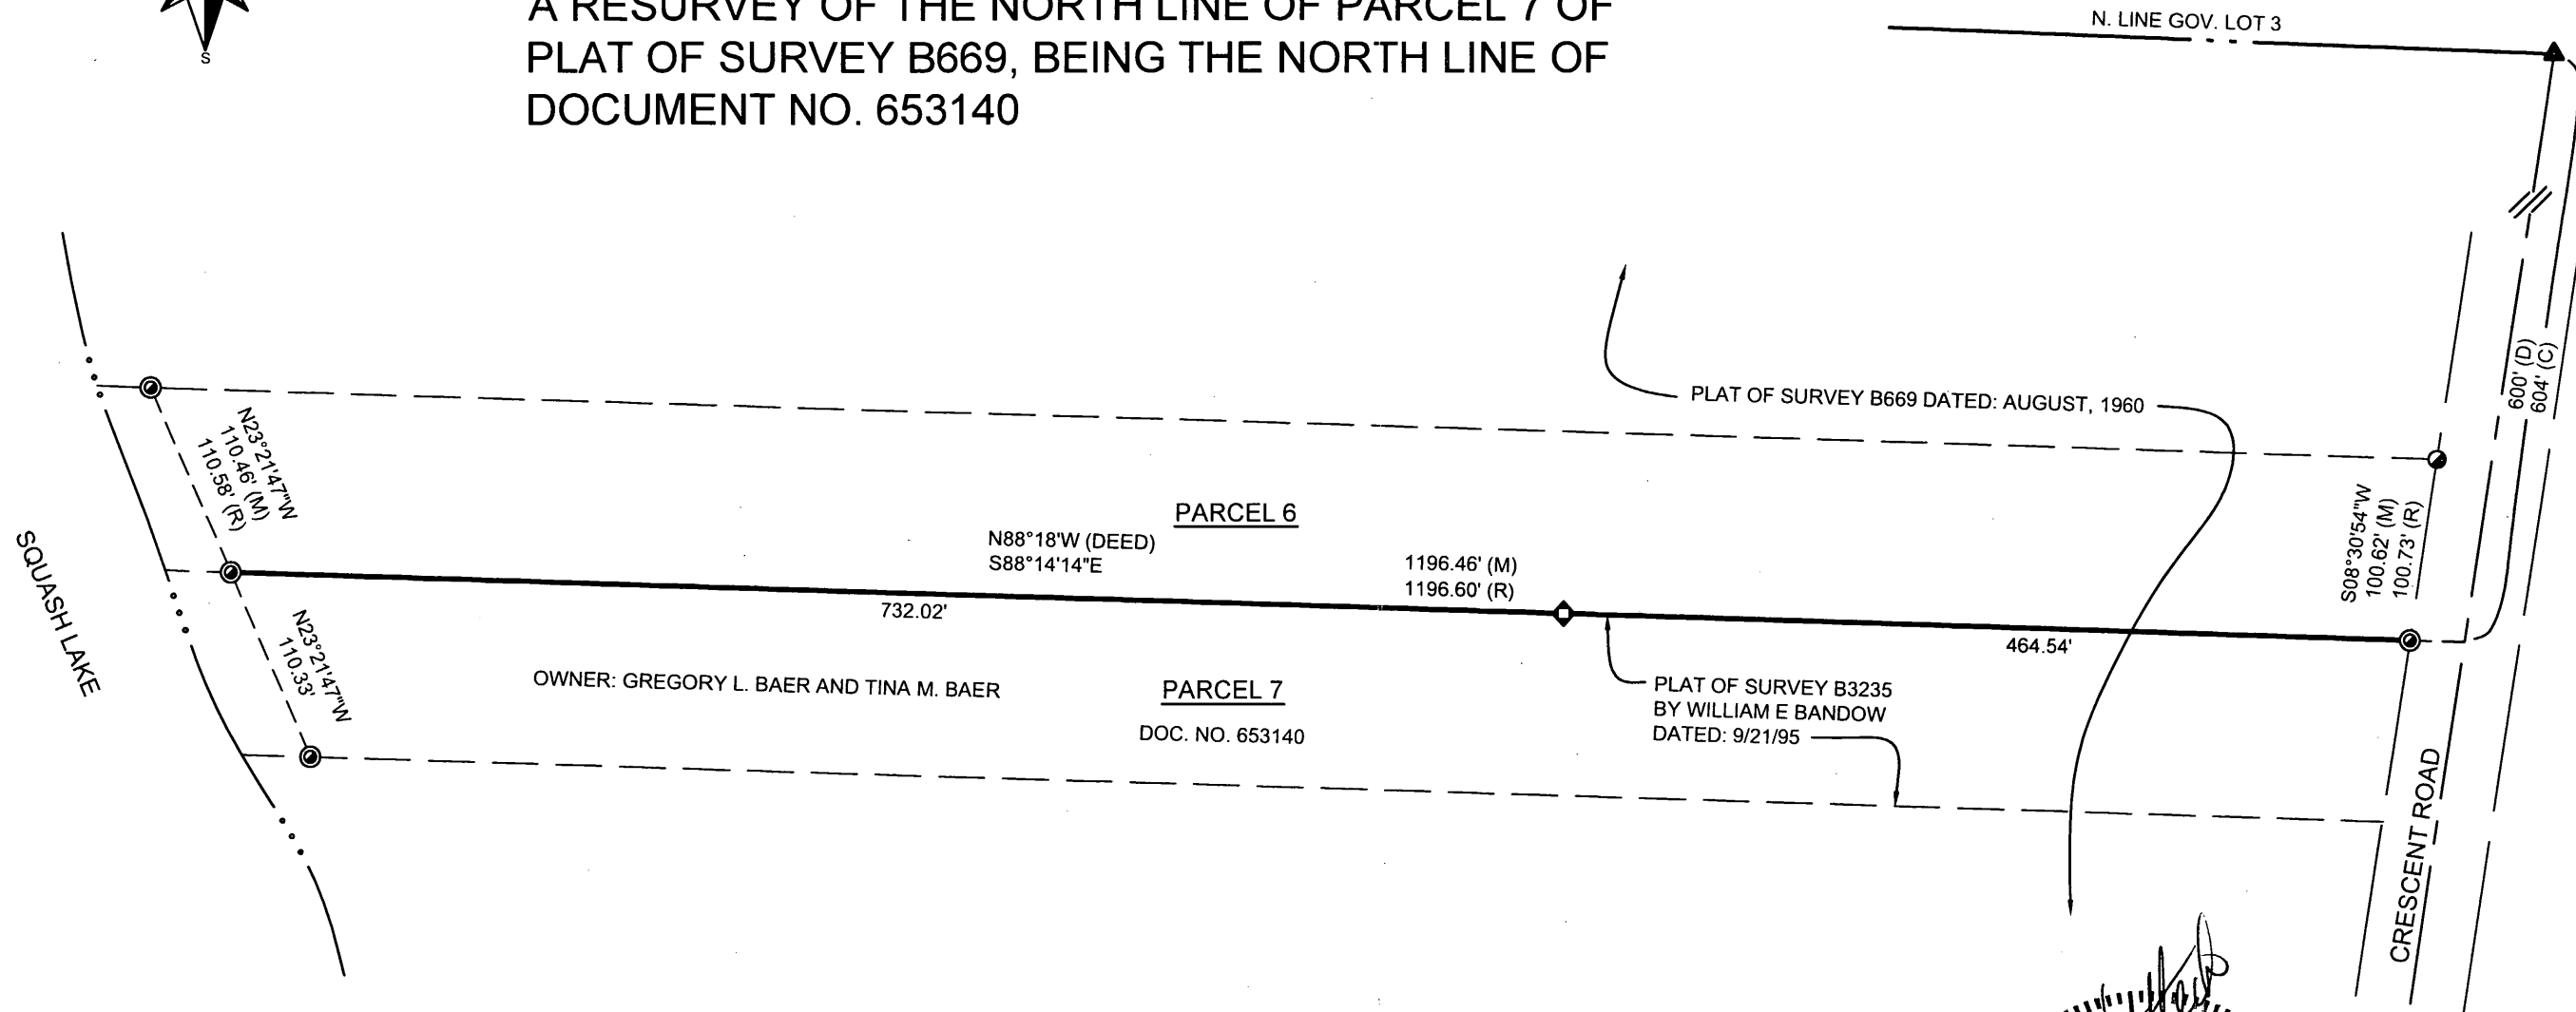 S
A RESURVEY OF THE NORTH LINE OF PARCEL 7 OF
PLAT OF SURVEY B669, BEING THE NORTH LINE OF
DOCUMENT NO. 653140
N. LINE GOV. LOT 3
600' (D)
604' (C)
PLAT OF SURVEY B669 DATED: AUGUST, 1960
N23°21'47"W
110.46' (M)
110.58' (R)
S08°30'54"W
100.62' (M)
100.73' (R)
PARCEL 6
N88°18'W (DEED)
S88°14'14"E
1196.46' (M)
1196.60' (R)
732.02'
464.54'
SQUASH LAKE
N23°21'47"W
110.33'
OWNER: GREGORY L. BAER AND TINA M. BAER
PARCEL 7
DOC. NO. 653140
PLAT OF SURVEY B3235
BY WILLIAM E BANDOW
DATED: 9/21/95
CRESCENT ROAD